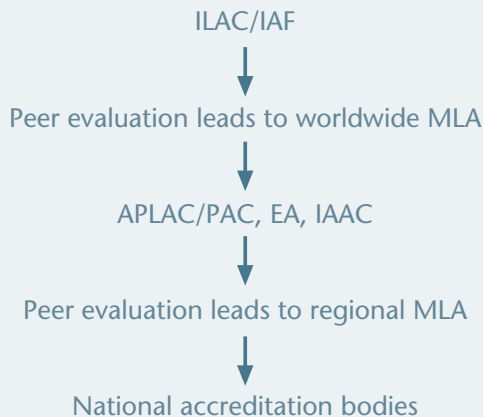 ILAC/IAF
Peer evaluation leads to worldwide MLA
APLAC/PAC, EA, IAAC
Peer evaluation leads to regional MLA
National accreditation bodies